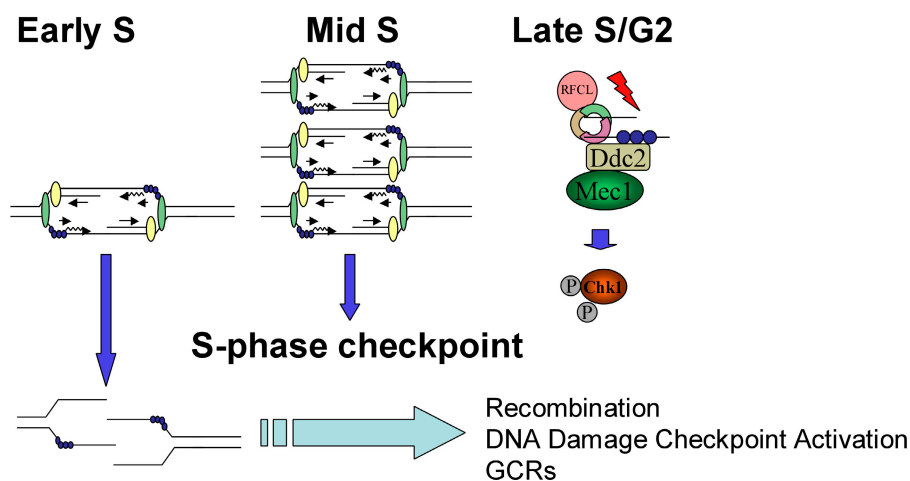 Early S
Mid S
Late S/G2
RFCL
Ddc2
Mec1
P
Chk1
P
S-phase checkpoint
Recombination
DNA Damage Checkpoint Activation
GCRs